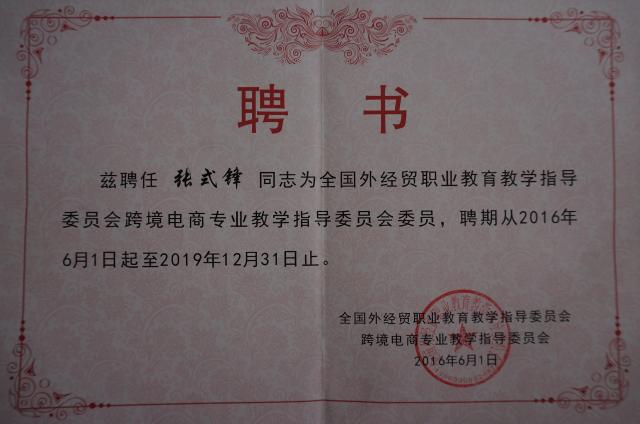 聘 书
兹聘任 张式锋 同志为全国外经贸职业教育教学指导
委员会跨境电商专业教学指导委员会委员，聘期从2016年
6月1日起至2019年12月31日止。
全国外经贸职业教育教学指导委员会
跨境电商专业教学指导委员会
2016年6月1日